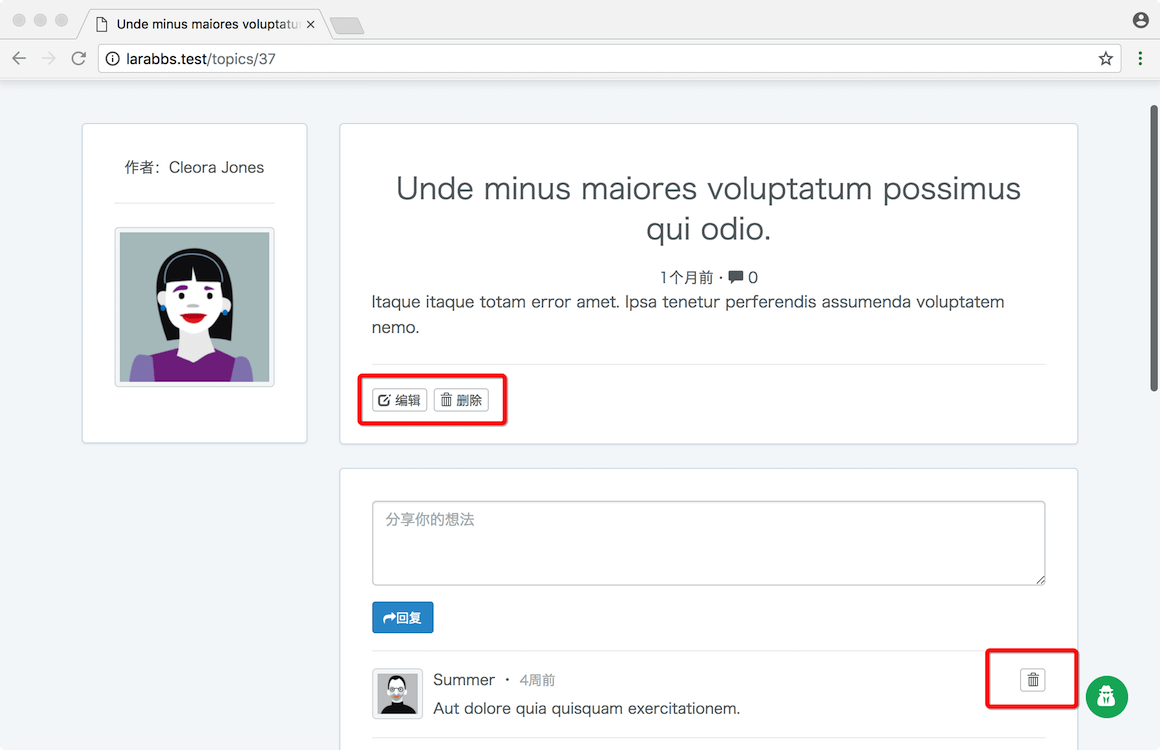 Unde minus maiores voluptatu
larabbs.test/topics/37
作者：Cleora Jones
Unde minus maiores voluptatum possimus
qui odio.
1个月前 · 0
Itaque itaque totam error amet. Ipsa tenetur perferendis assumenda voluptatem
nemo.
编辑 删除
分享你的想法
回复
Summer · 4周前
Aut dolore quia quisquam exercitationem.